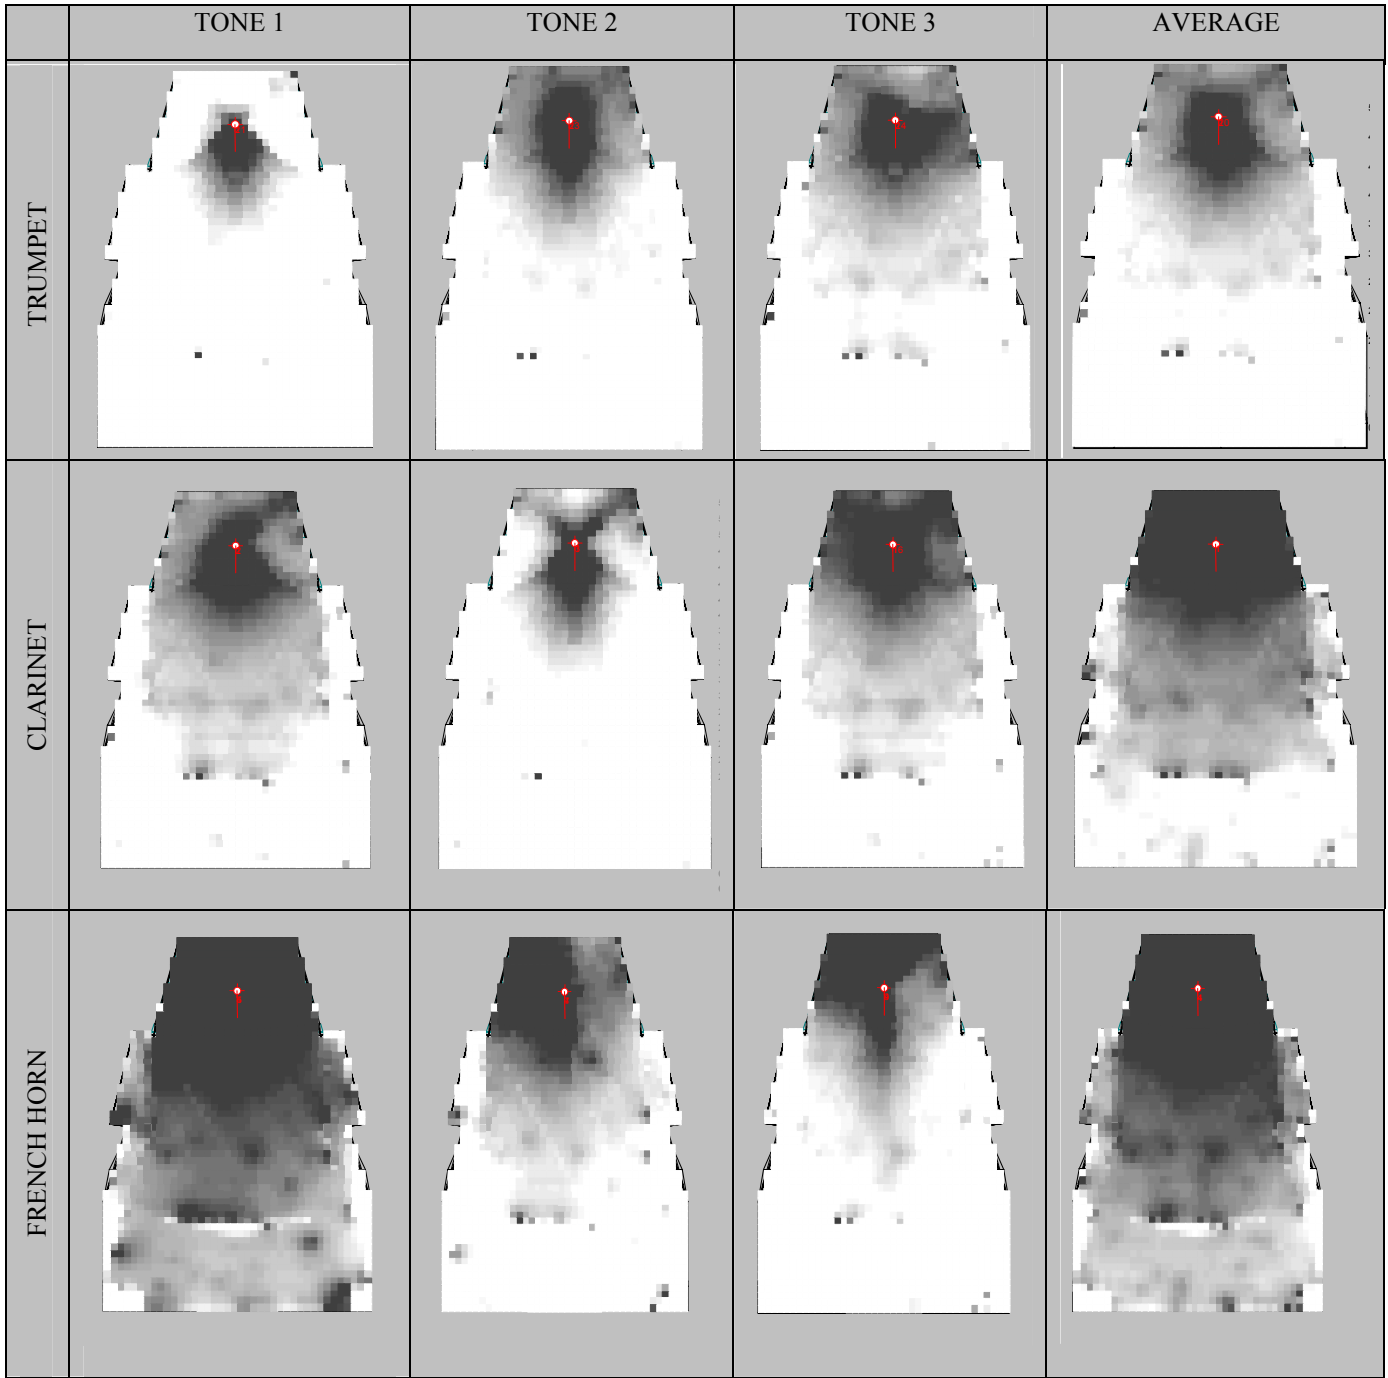 TONE 1
TONE 2
TONE 3
AVERAGE
TRUMPET
CLARINET
FRENCH HORN